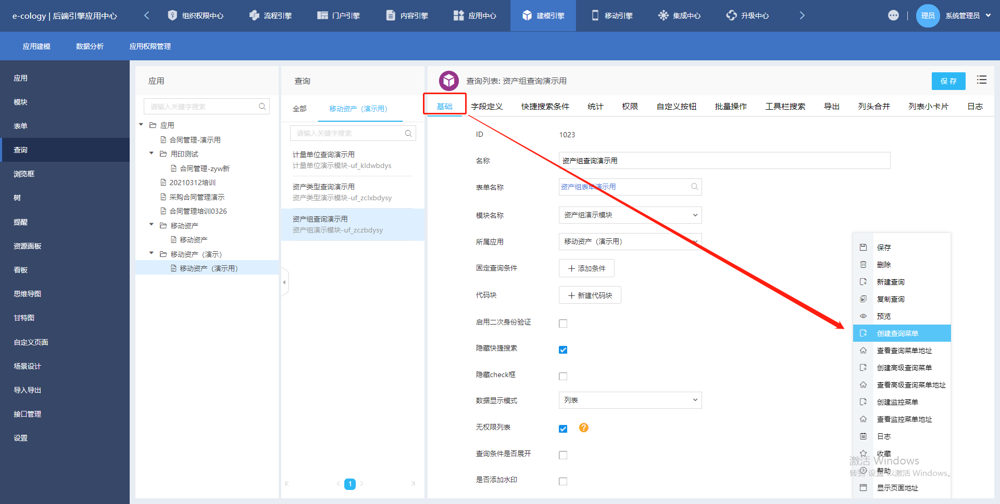 e-cology | 后端引擎应用中心
组织权限中心
流程引擎
门户引擎
内容引擎
应用中心
建模引擎
移动引擎
集成中心
升级中心
理员
系统管理员
应用建模
数据分析
应用权限管理
应用
模块
表单
查询
浏览框
树
提醒
资源面板
看板
思维导图
甘特图
自定义页面
场景设计
导入导出
接口管理
设置
应用
请输入关键字搜索
应用
合同管理-演示用
用印测试
合同管理-zyw新
20210312培训
采购合同管理演示
合同管理培训0326
移动资产
移动资产
移动资产（演示）
移动资产（演示用）
查询
全部
移动资产（演示用）
请输入关键字搜索
计量单位查询演示用
计量单位演示模块-uf_kldwbdys
资产类型查询演示用
资产类型演示模块-uf_zclxbdysy
资产组查询演示用
资产组演示模块-uf_zczbdysy
1
查询列表: 资产组查询演示用
保存
基础
字段定义
快捷搜索条件
统计
权限
自定义按钮
批量操作
工具栏搜索
导出
列头合并
列表小卡片
日志
ID
1023
名称
资产组查询演示用
表单名称
资产组表单演示用
模块名称
资产组演示模块
所属应用
移动资产（演示用）
固定查询条件
添加条件
代码块
新建代码块
启用二次身份验证
隐藏快捷搜索
隐藏check框
数据显示模式
列表
无权限列表
?
查询条件是否展开
是否添加水印
保存
删除
新建查询
复制查询
预览
创建查询菜单
查看查询菜单地址
创建高级查询菜单
查看高级查询菜单地址
创建监控菜单
查看监控菜单地址
日志
收藏
帮助
显示页面地址
激活 Windows
转到"设置"以激活 Windows。